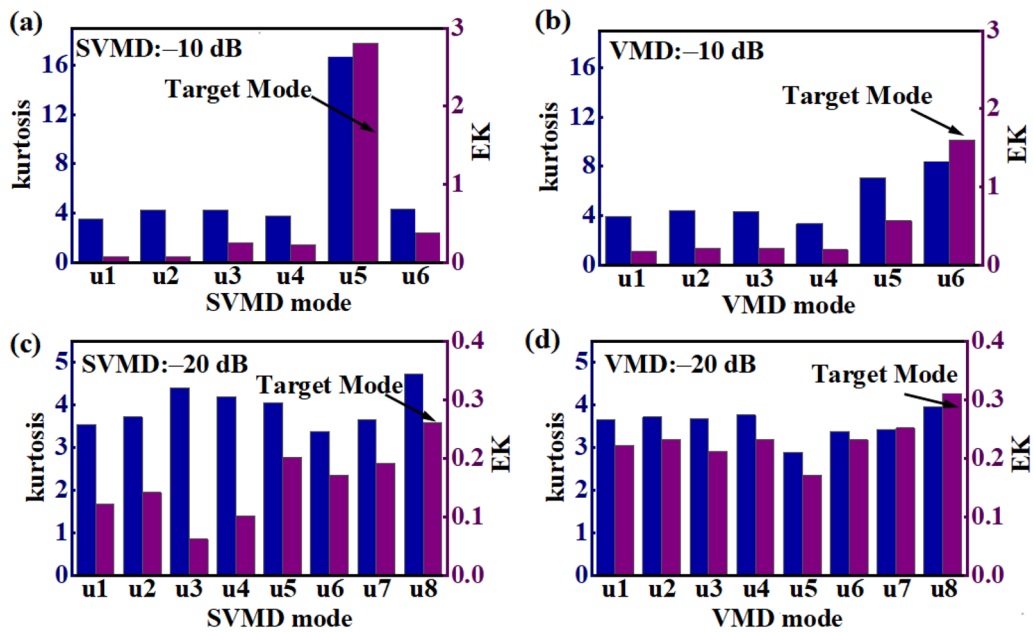 (a)
SVMD:–10 dB
Target Mode
kurtosis
EK
16
12
8
4
0
3
2
1
0
u1 u2 u3 u4 u5 u6
SVMD mode
(b)
VMD:–10 dB
Target Mode
kurtosis
EK
16
12
8
4
0
3
2
1
0
u1 u2 u3 u4 u5 u6
VMD mode
(c)
SVMD:–20 dB
Target Mode
kurtosis
EK
5
4
3
2
1
0
0.4
0.3
0.2
0.1
0.0
u1 u2 u3 u4 u5 u6 u7 u8
SVMD mode
(d)
VMD:–20 dB
Target Mode
kurtosis
EK
5
4
3
2
1
0
0.4
0.3
0.2
0.1
0.0
u1 u2 u3 u4 u5 u6 u7 u8
VMD mode